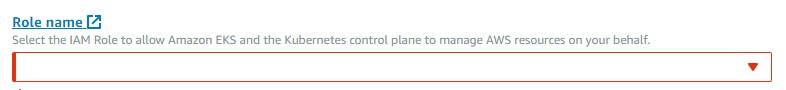 Role name
Select the IAM Role to allow Amazon EKS and the Kubernetes control plane to manage AWS resources on your behalf.